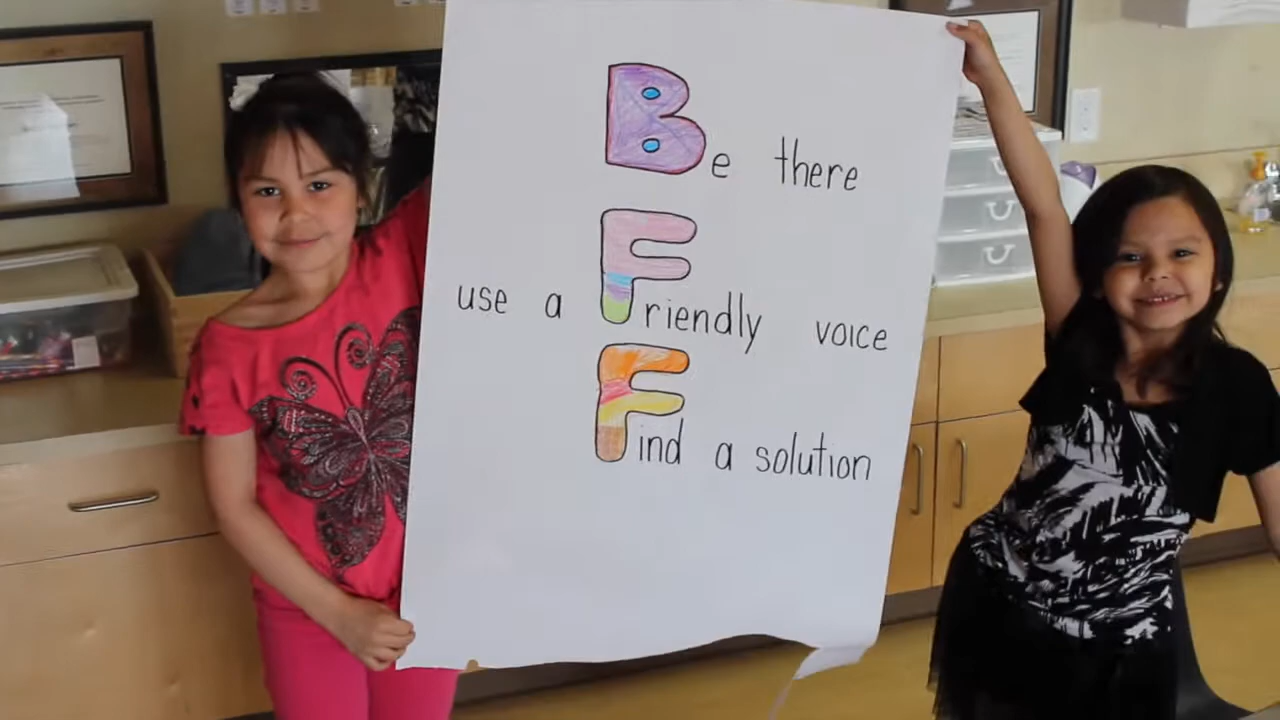 Be there
use a Friendly voice
Find a solution